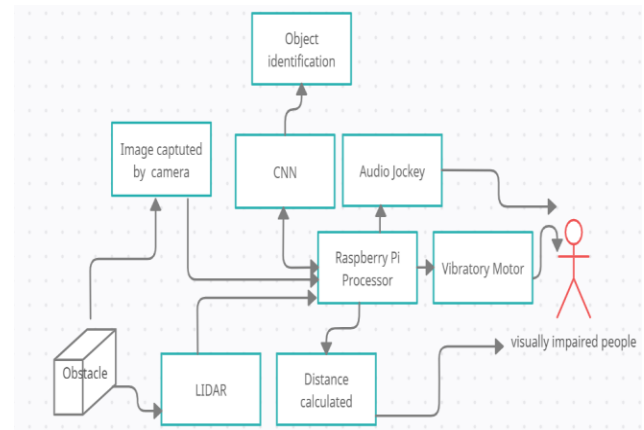 Object
identification
Image captuted
by camera
CNN
Audio Jockey
Raspberry Pi
Processor
Vibratory Motor
visually impaired people
Obstacle
LIDAR
Distance
calculated